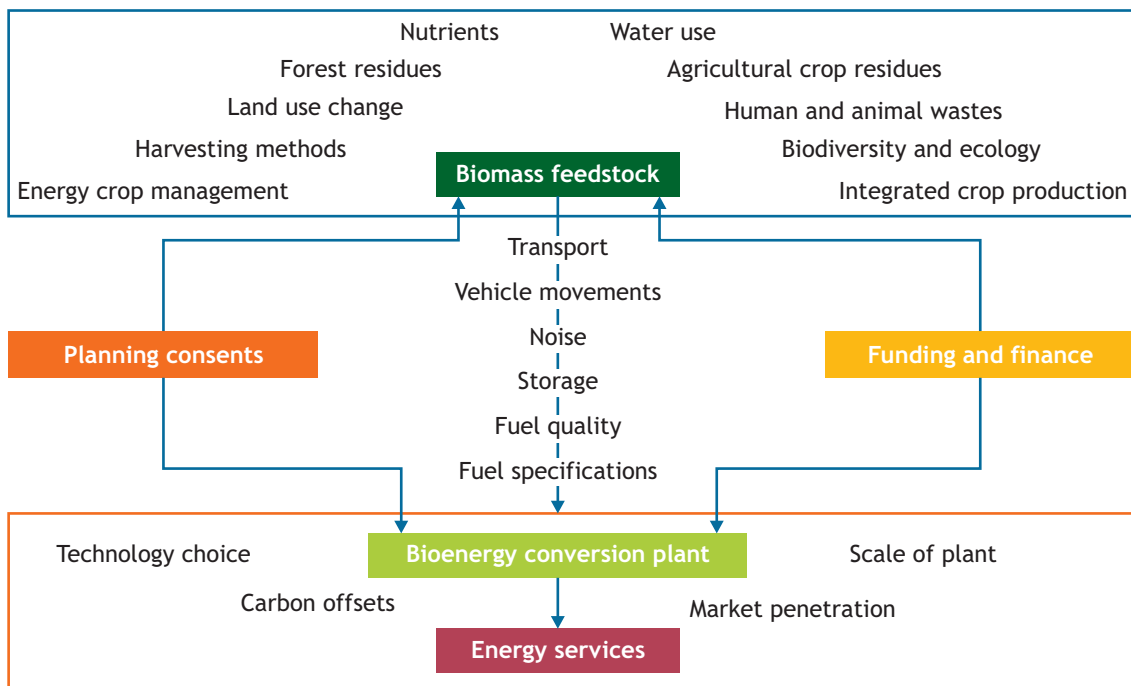 Nutrients
Water use
Forest residues
Agricultural crop residues
Land use change
Human and animal wastes
Harvesting methods
Biodiversity and ecology
Biomass feedstock
Energy crop management
Integrated crop production
Transport
Vehicle movements
Noise
Planning consents
Funding and finance
Storage
Fuel quality
Fuel specifications
Technology choice
Bioenergy conversion plant
Scale of plant
Carbon offsets
Market penetration
Energy services